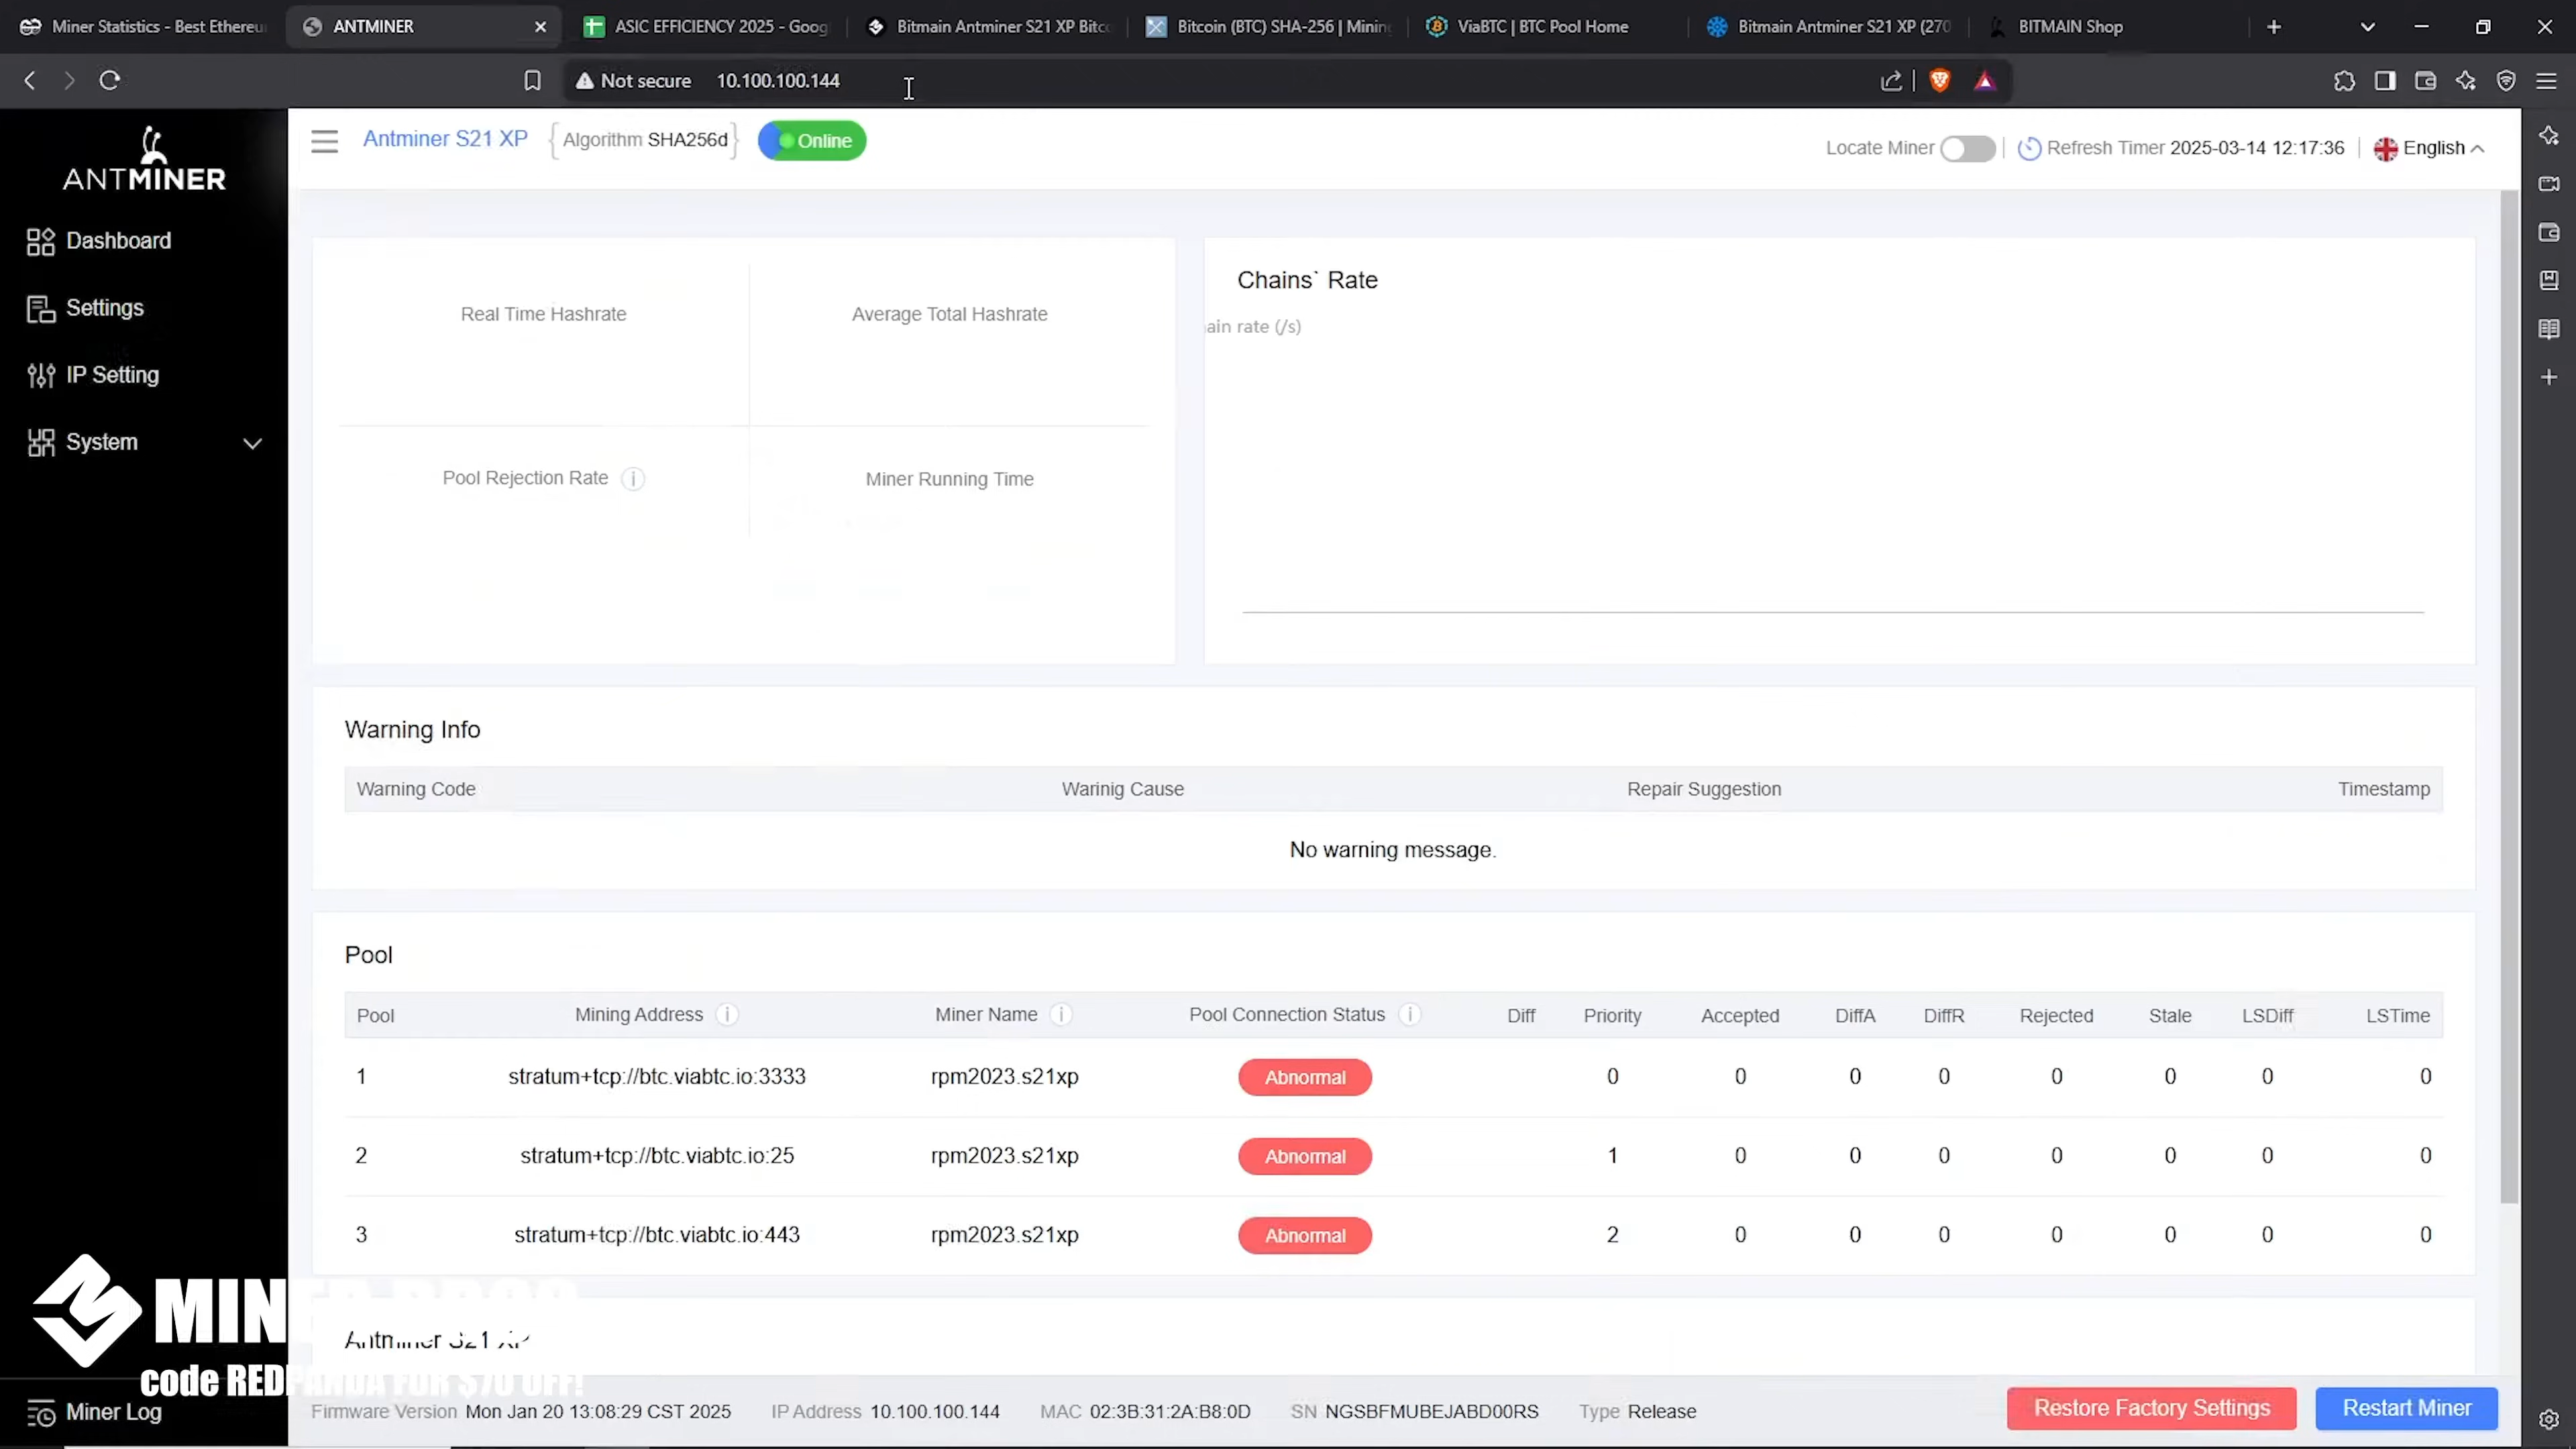 Miner Statistics - Best Ethereu
ANTMINER
ASIC EFFICIENCY 2025 - Goog
Bitmain Antminer S21 XP Bitc
Bitcoin (BTC) SHA-256 | Mining
ViaBTC | BTC Pool Home
Bitmain Antminer S21 XP (270
BITMAIN Shop
Not secure 10.100.100.144
ANTMINER
Dashboard
Settings
IP Setting
System
Antminer S21 XP
Algorithm SHA256d
Online
Locate Miner
Refresh Timer 2025-03-14 12:17:36
English
Real Time Hashrate
Average Total Hashrate
Pool Rejection Rate
Miner Running Time
Chains` Rate
ain rate (/s)
Warning Info
Warning Code Warinig Cause Repair Suggestion Timestamp
No warning message.
Pool
Pool Mining Address Miner Name Pool Connection Status Diff Priority Accepted DiffA DiffR Rejected Stale LSDiff LSTime
1 stratum+tcp://btc.viabtc.io:3333 rpm2023.s21xp Abnormal 0 0 0 0 0 0 0 0
2 stratum+tcp://btc.viabtc.io:25 rpm2023.s21xp Abnormal 1 0 0 0 0 0 0 0
3 stratum+tcp://btc.viabtc.io:443 rpm2023.s21xp Abnormal 2 0 0 0 0 0 0 0
Antminer S21 XP
code REDPANDA FOR $70 OFF!
Miner Log
Firmware Version Mon Jan 20 13:08:29 CST 2025 IP Address 10.100.100.144 MAC 02:3B:31:2A:B8:0D SN NGSBFMUBEJABD00RS Type Release
Restore Factory Settings
Restart Miner